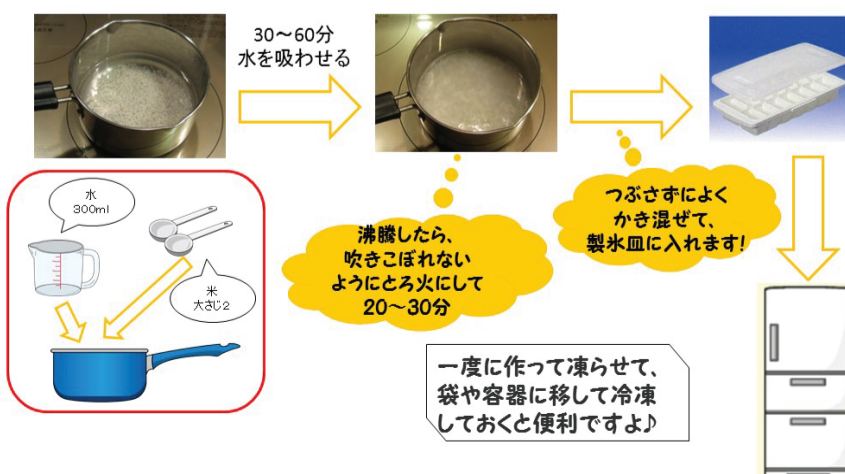 30～60分
水を吸わせる
水
300ml
米
大さじ2
沸騰したら、
吹きこぼれない
ようにとろ火にして
20～30分
つぶさずによく
かき混ぜて、
製氷皿に入れます!
一度に作って凍らせて、
袋や容器に移して冷凍
しておくと便利ですよ♪